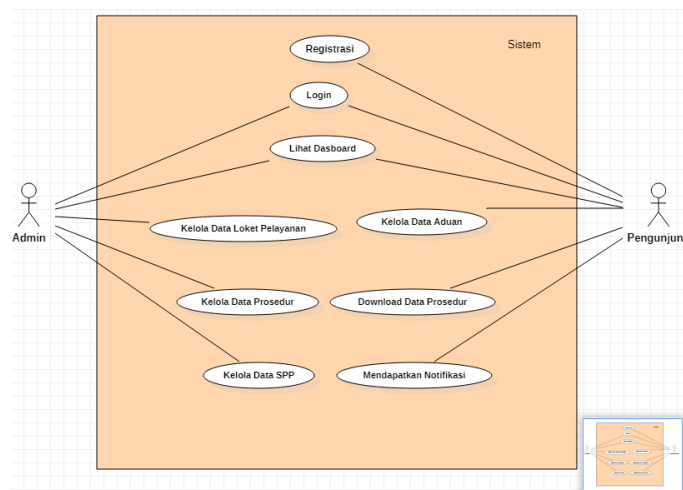 Sistem
Registrasi
Login
Lihat Dasboard
Admin
Pengunjun
Kelola Data Loket Pelayanan
Kelola Data Aduan
Kelola Data Prosedur
Download Data Prosedur
Kelola Data SPP
Mendapatkan Notifikasi